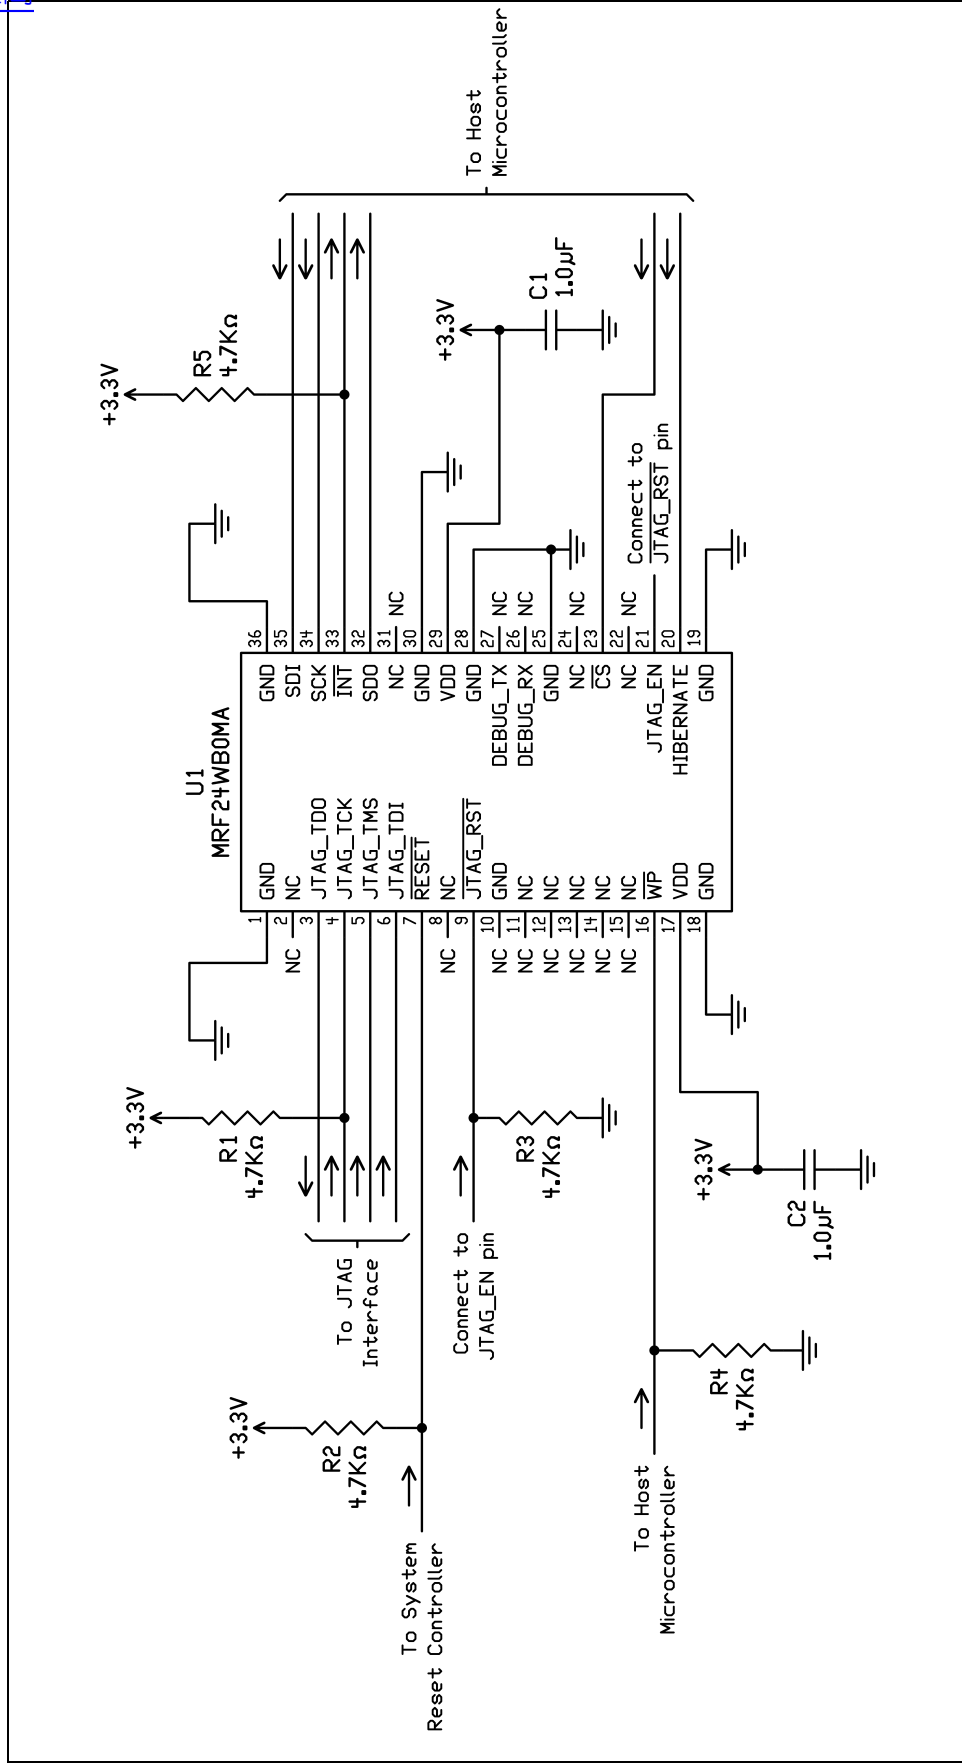 U1
MRF24WB0MA
+3.3V
R2
4.7KΩ
To System
Reset Controller
+3.3V
R1
4.7KΩ
To JTAG
Interface
Connect to
JTAG_EN pin
R3
4.7KΩ
To Host
Microcontroller
R4
4.7KΩ
+3.3V
C2
1.0µF
1 GND
NC 2 NC
3 JTAG_TDO
4 JTAG_TCK
5 JTAG_TMS
6 JTAG_TDI
7 RESET
NC 8 NC
9 JTAG_RST
NC 10 GND
NC 11 NC
NC 12 NC
NC 13 NC
NC 14 NC
NC 15 NC
16 WP
17 VDD
18 GND
GND 36
SDI 35
SCK 34
INT 33
SDO 32
NC 31 NC
GND 30
VDD 29
GND 28
DEBUG_TX 27 NC
DEBUG_RX 26 NC
GND 25
NC 24 NC
CS 23
NC 22 NC
JTAG_EN 21
HIBERNATE 20
GND 19
+3.3V
R5
4.7KΩ
+3.3V
C1
1.0µF
Connect to
JTAG_RST pin
To Host
Microcontroller